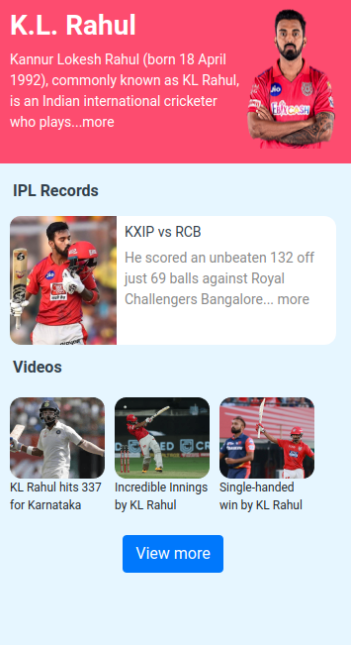 K.L. Rahul
Kannur Lokesh Rahul (born 18 April
1992), commonly known as KL Rahul,
is an Indian international cricketer
who plays...more
jio
IPL Records
KXIP vs RCB
He scored an unbeaten 132 off
just 69 balls against Royal
Challengers Bangalore... more
Videos
KL Rahul hits 337
for Karnataka
Incredible Innings
by KL Rahul
Single-handed
win by KL Rahul
View more